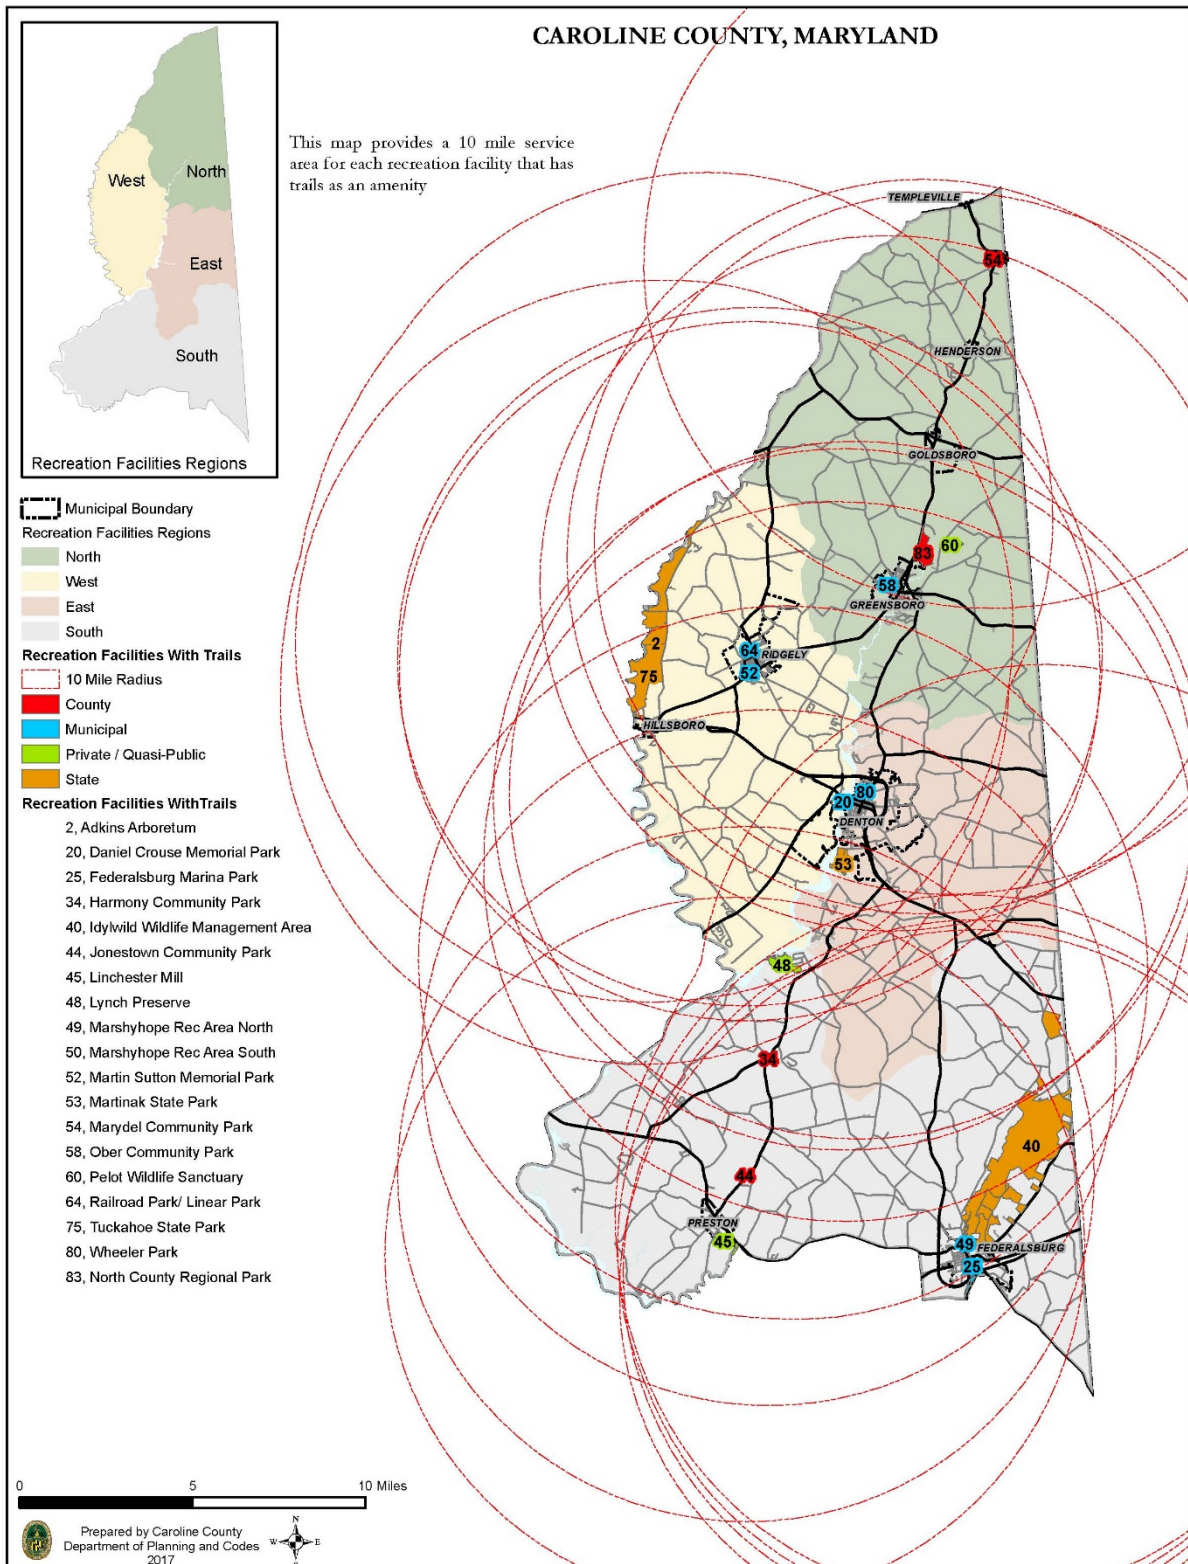 CAROLINE COUNTY, MARYLAND
North
West
East
South
Recreation Facilities Regions
This map provides a 10 mile service
area for each recreation facility that has
trails as an amenity
Municipal Boundary
Recreation Facilities Regions
North
West
East
South
Recreation Facilities With Trails
10 Mile Radius
County
Municipal
Private / Quasi-Public
State
Recreation Facilities WithTrails
2, Adkins Arboretum
20, Daniel Crouse Memorial Park
25, Federalsburg Marina Park
34, Harmony Community Park
40, Idylwild Wildlife Management Area
44, Jonestown Community Park
45, Linchester Mill
48, Lynch Preserve
49, Marshyhope Rec Area North
50, Marshyhope Rec Area South
52, Martin Sutton Memorial Park
53, Martinak State Park
54, Marydel Community Park
58, Ober Community Park
60, Pelot Wildlife Sanctuary
64, Railroad Park/ Linear Park
75, Tuckahoe State Park
80, Wheeler Park
83, North County Regional Park
TEMPLEVILLE
54
HENDERSON
GOLDSBORO
83
60
58
GREENSBORO
2
64
RIDGELY
52
75
HILLSBORO
80
20
DENTON
53
48
34
40
44
PRESTON
45
49
FEDERALSBURG
25
0
5
10 Miles
Prepared by Caroline County
Department of Planning and Codes
2017
N
W
E